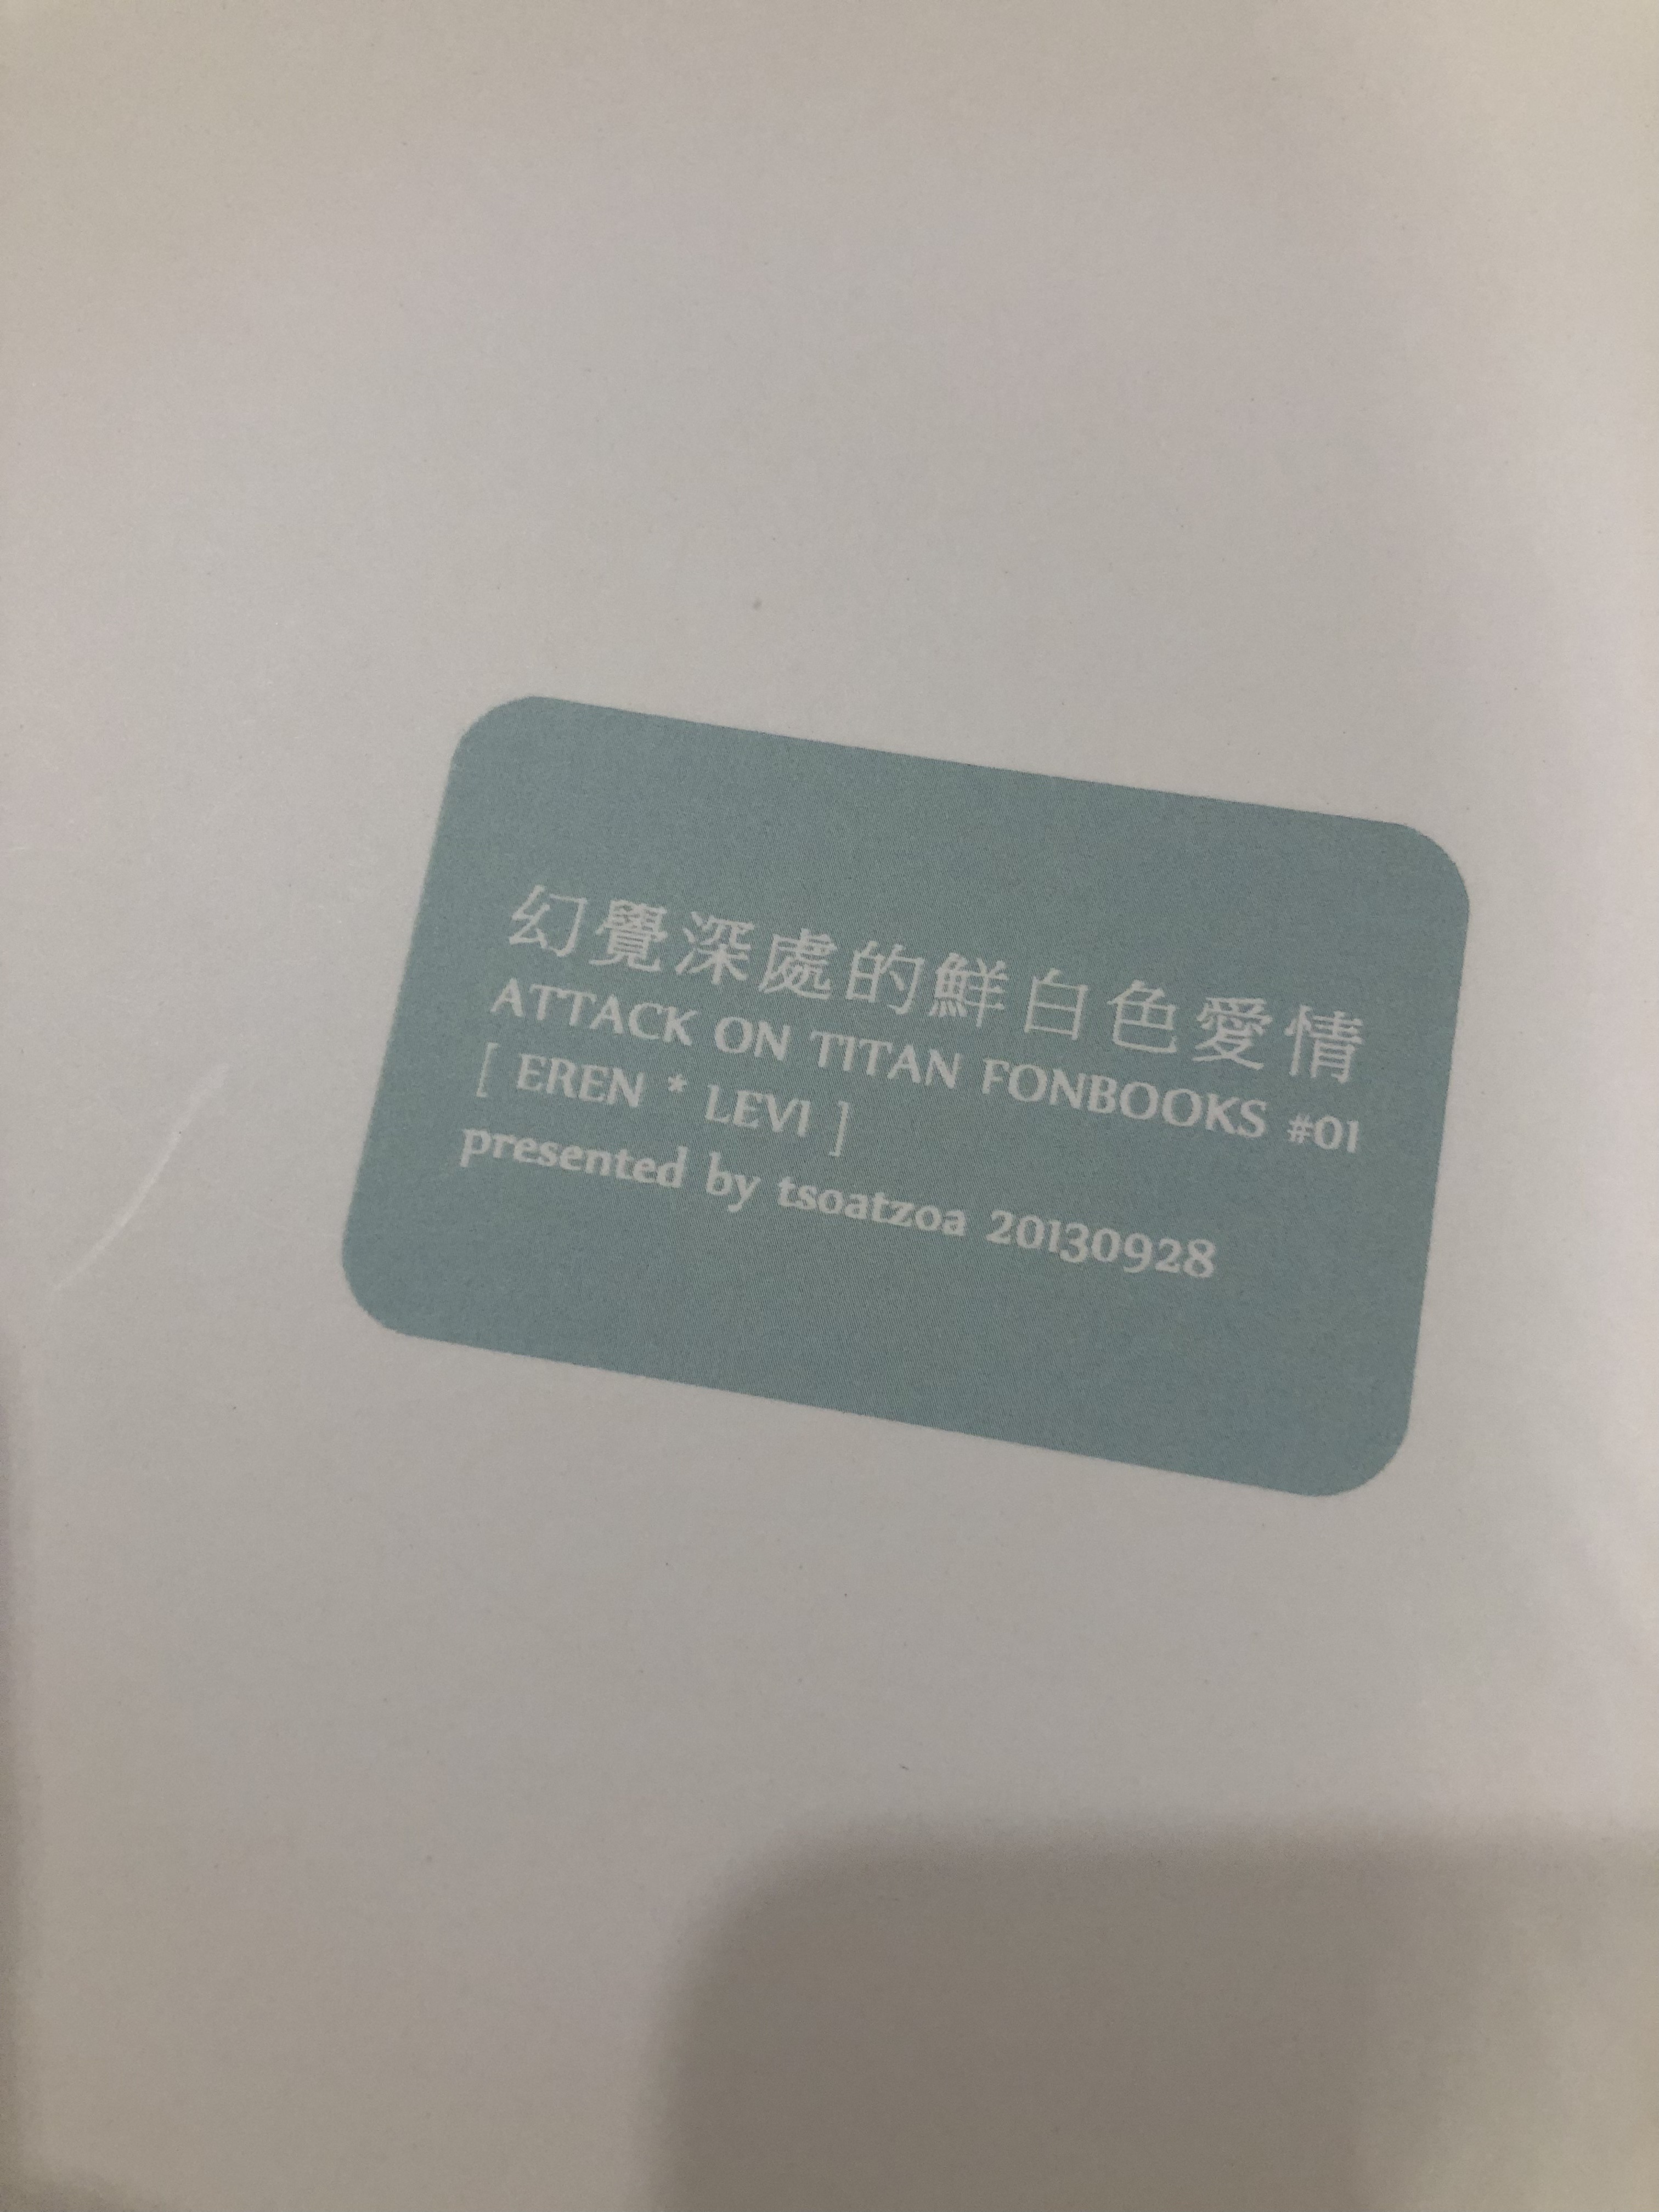 幻覺深處的鮮白色愛情
ATTACK ON TITAN FONBOOKS #01
[ EREN * LEVI ]
presented by tsoatzoa 20130928